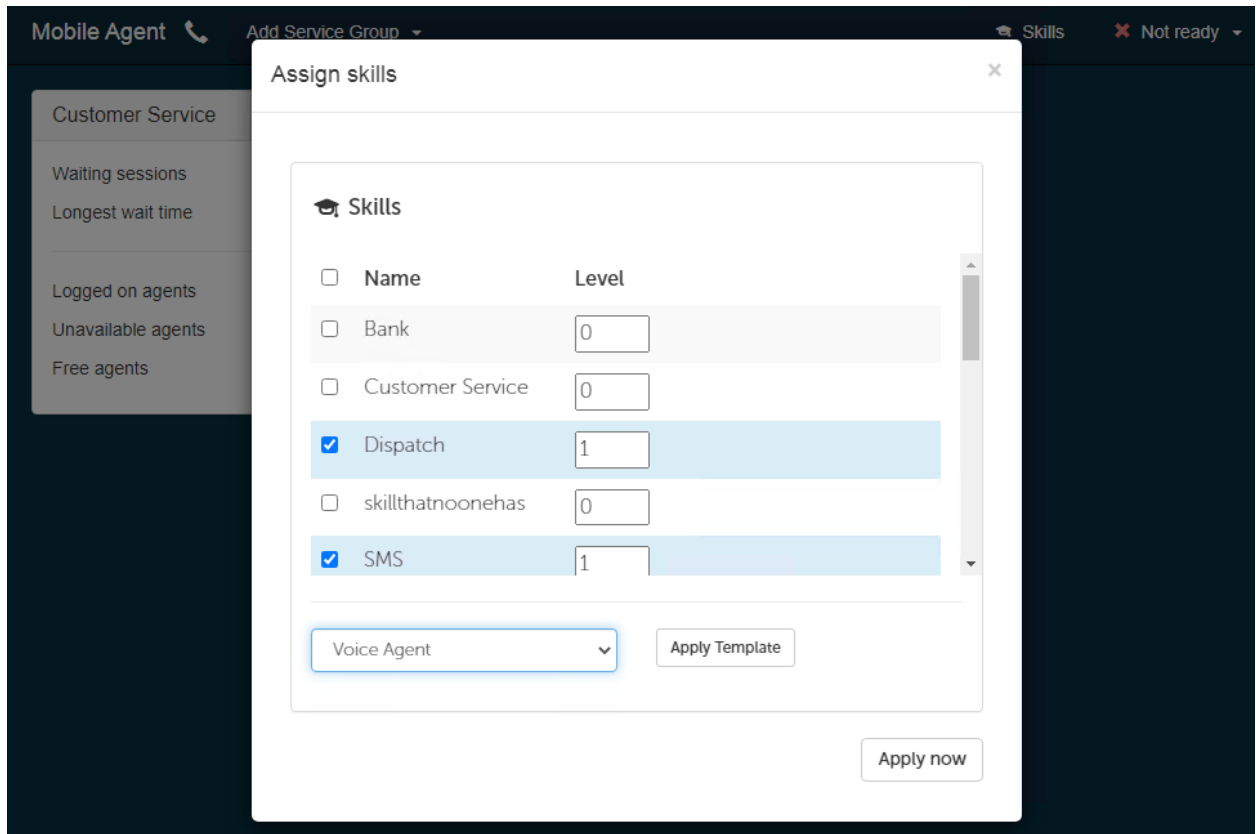 Mobile Agent Add Service Group Skills Not ready
Assign skills ×
Customer Service
Waiting sessions
Longest wait time
Logged on agents
Unavailable agents
Free agents
Skills
Name Level
Bank 0
Customer Service 0
Dispatch 1
skillthatnoonehas 0
SMS 1
Voice Agent Apply Template
Apply now